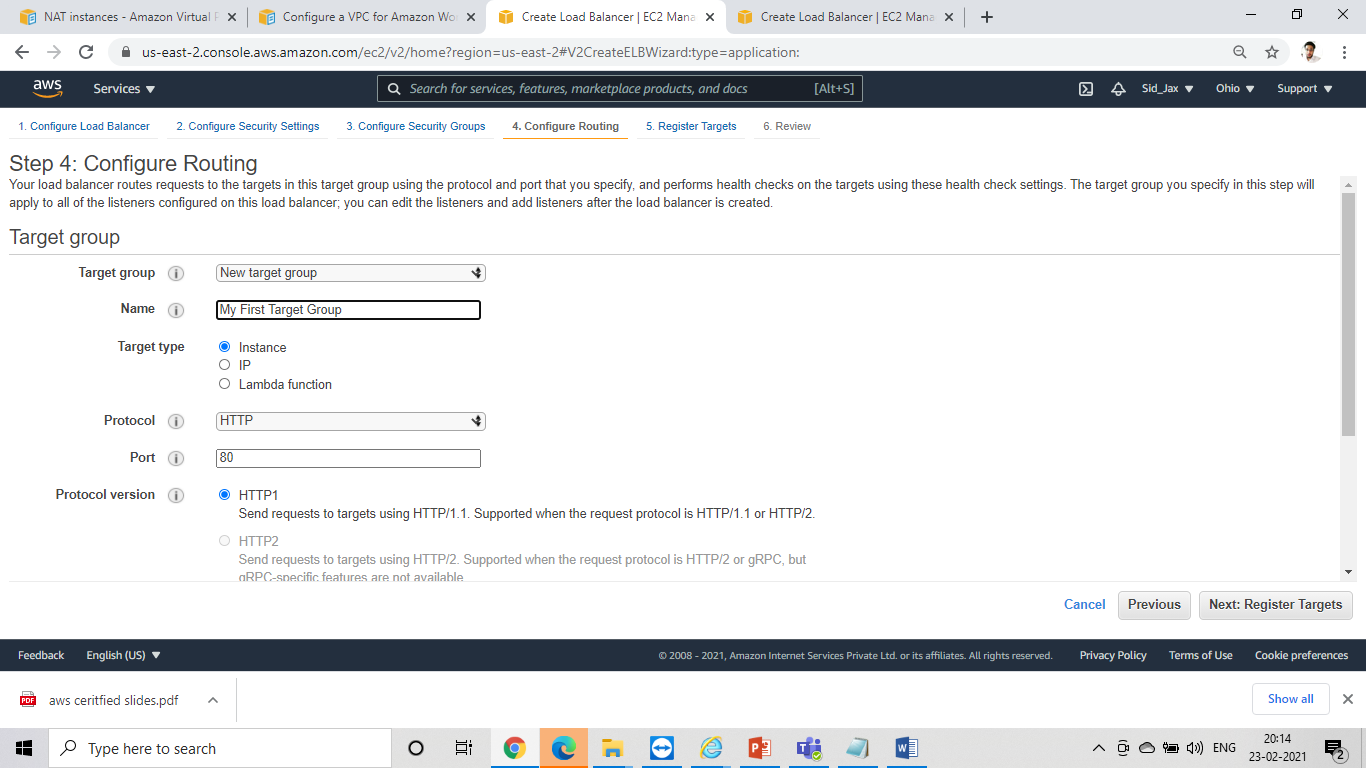 NAT instances - Amazon Virtual P
Configure a VPC for Amazon Wo
Create Load Balancer | EC2 Mana
Create Load Balancer | EC2 Mana
us-east-2.console.aws.amazon.com/ec2/v2/home?region=us-east-2#V2CreateELBWizard:type=application:
aws
Services
Search for services, features, marketplace products, and docs
[Alt+S]
Sid_Jax
Ohio
Support
1. Configure Load Balancer
2. Configure Security Settings
3. Configure Security Groups
4. Configure Routing
5. Register Targets
6. Review
Step 4: Configure Routing
Your load balancer routes requests to the targets in this target group using the protocol and port that you specify, and performs health checks on the targets using these health check settings. The target group you specify in this step will
apply to all of the listeners configured on this load balancer; you can edit the listeners and add listeners after the load balancer is created.
Target group
Target group
New target group
Name
My First Target Group
Target type
Instance
IP
Lambda function
Protocol
HTTP
Port
80
Protocol version
HTTP1
Send requests to targets using HTTP/1.1. Supported when the request protocol is HTTP/1.1 or HTTP/2.
HTTP2
Send requests to targets using HTTP/2. Supported when the request protocol is HTTP/2 or gRPC, but
gRPC-specific features are not available
Cancel
Previous
Next: Register Targets
Feedback
English (US)
© 2008 - 2021, Amazon Internet Services Private Ltd. or its affiliates. All rights reserved.
Privacy Policy
Terms of Use
Cookie preferences
PDF
aws ceritfied slides.pdf
Show all
Type here to search
ENG
20:14
23-02-2021
2